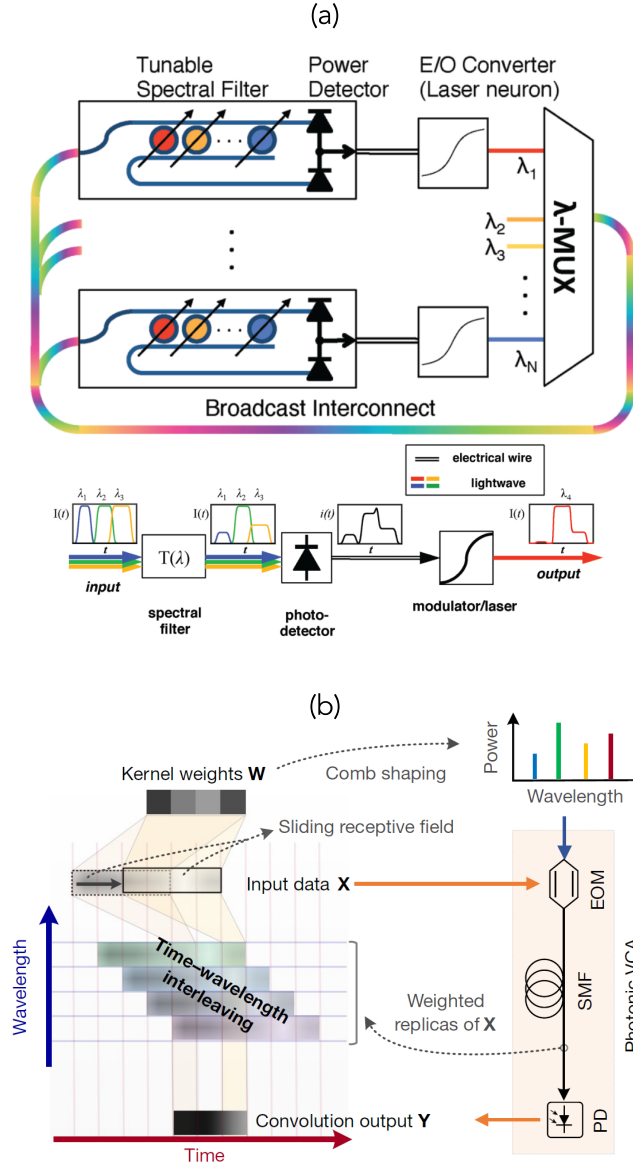 (a)
Tunable
Spectral Filter
Power
Detector
E/O Converter
(Laser neuron)
λ1
λ2
λ3
λN
λ-MUX
Broadcast Interconnect
electrical wire
lightwave
I(t)
λ1 λ2 λ3
t
input
T(λ)
spectral
filter
I(t)
λ1 λ2 λ3
t
photo-
detector
i(t)
t
modulator/laser
I(t)
λ4
t
output
(b)
Kernel weights W
Comb shaping
Power
Wavelength
Sliding receptive field
Input data X
EOM
Wavelength
Time–wavelength
interleaving
Weighted
replicas of X
SMF
Photonic VCA
Convolution output Y
PD
Time